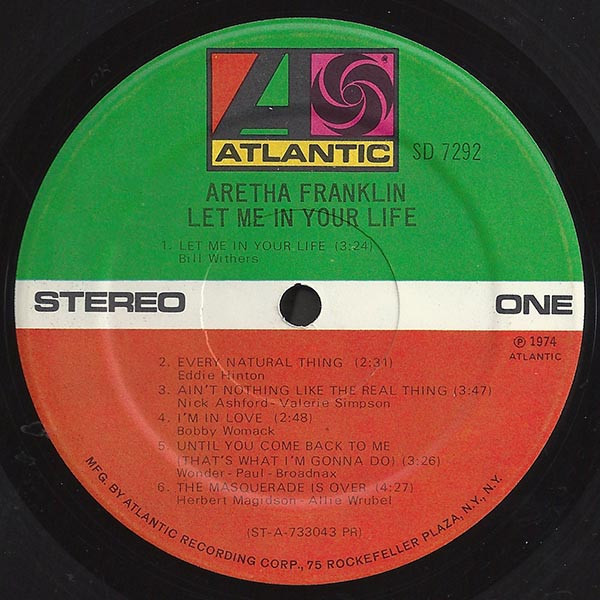 ATLANTIC
SD 7292
ARETHA FRANKLIN
LET ME IN YOUR LIFE
1. LET ME IN YOUR LIFE (3:24)
Bill Withers
STEREO
ONE
℗ 1974
ATLANTIC
2. EVERY NATURAL THING (2:31)
Eddie Hinton
3. AIN'T NOTHING LIKE THE REAL THING (3:47)
Nick Ashford-Valerie Simpson
4. I'M IN LOVE (2:48)
Bobby Womack
5. UNTIL YOU COME BACK TO ME
(THAT'S WHAT I'M GONNA DO) (3:26)
Wonder-Paul-Broadnax
6. THE MASQUERADE IS OVER (4:27)
Herbert Magidson-Allie Wrubel
(ST-A-733043 PR)
MFG. BY ATLANTIC RECORDING CORP., 75 ROCKEFELLER PLAZA, N.Y., N.Y.